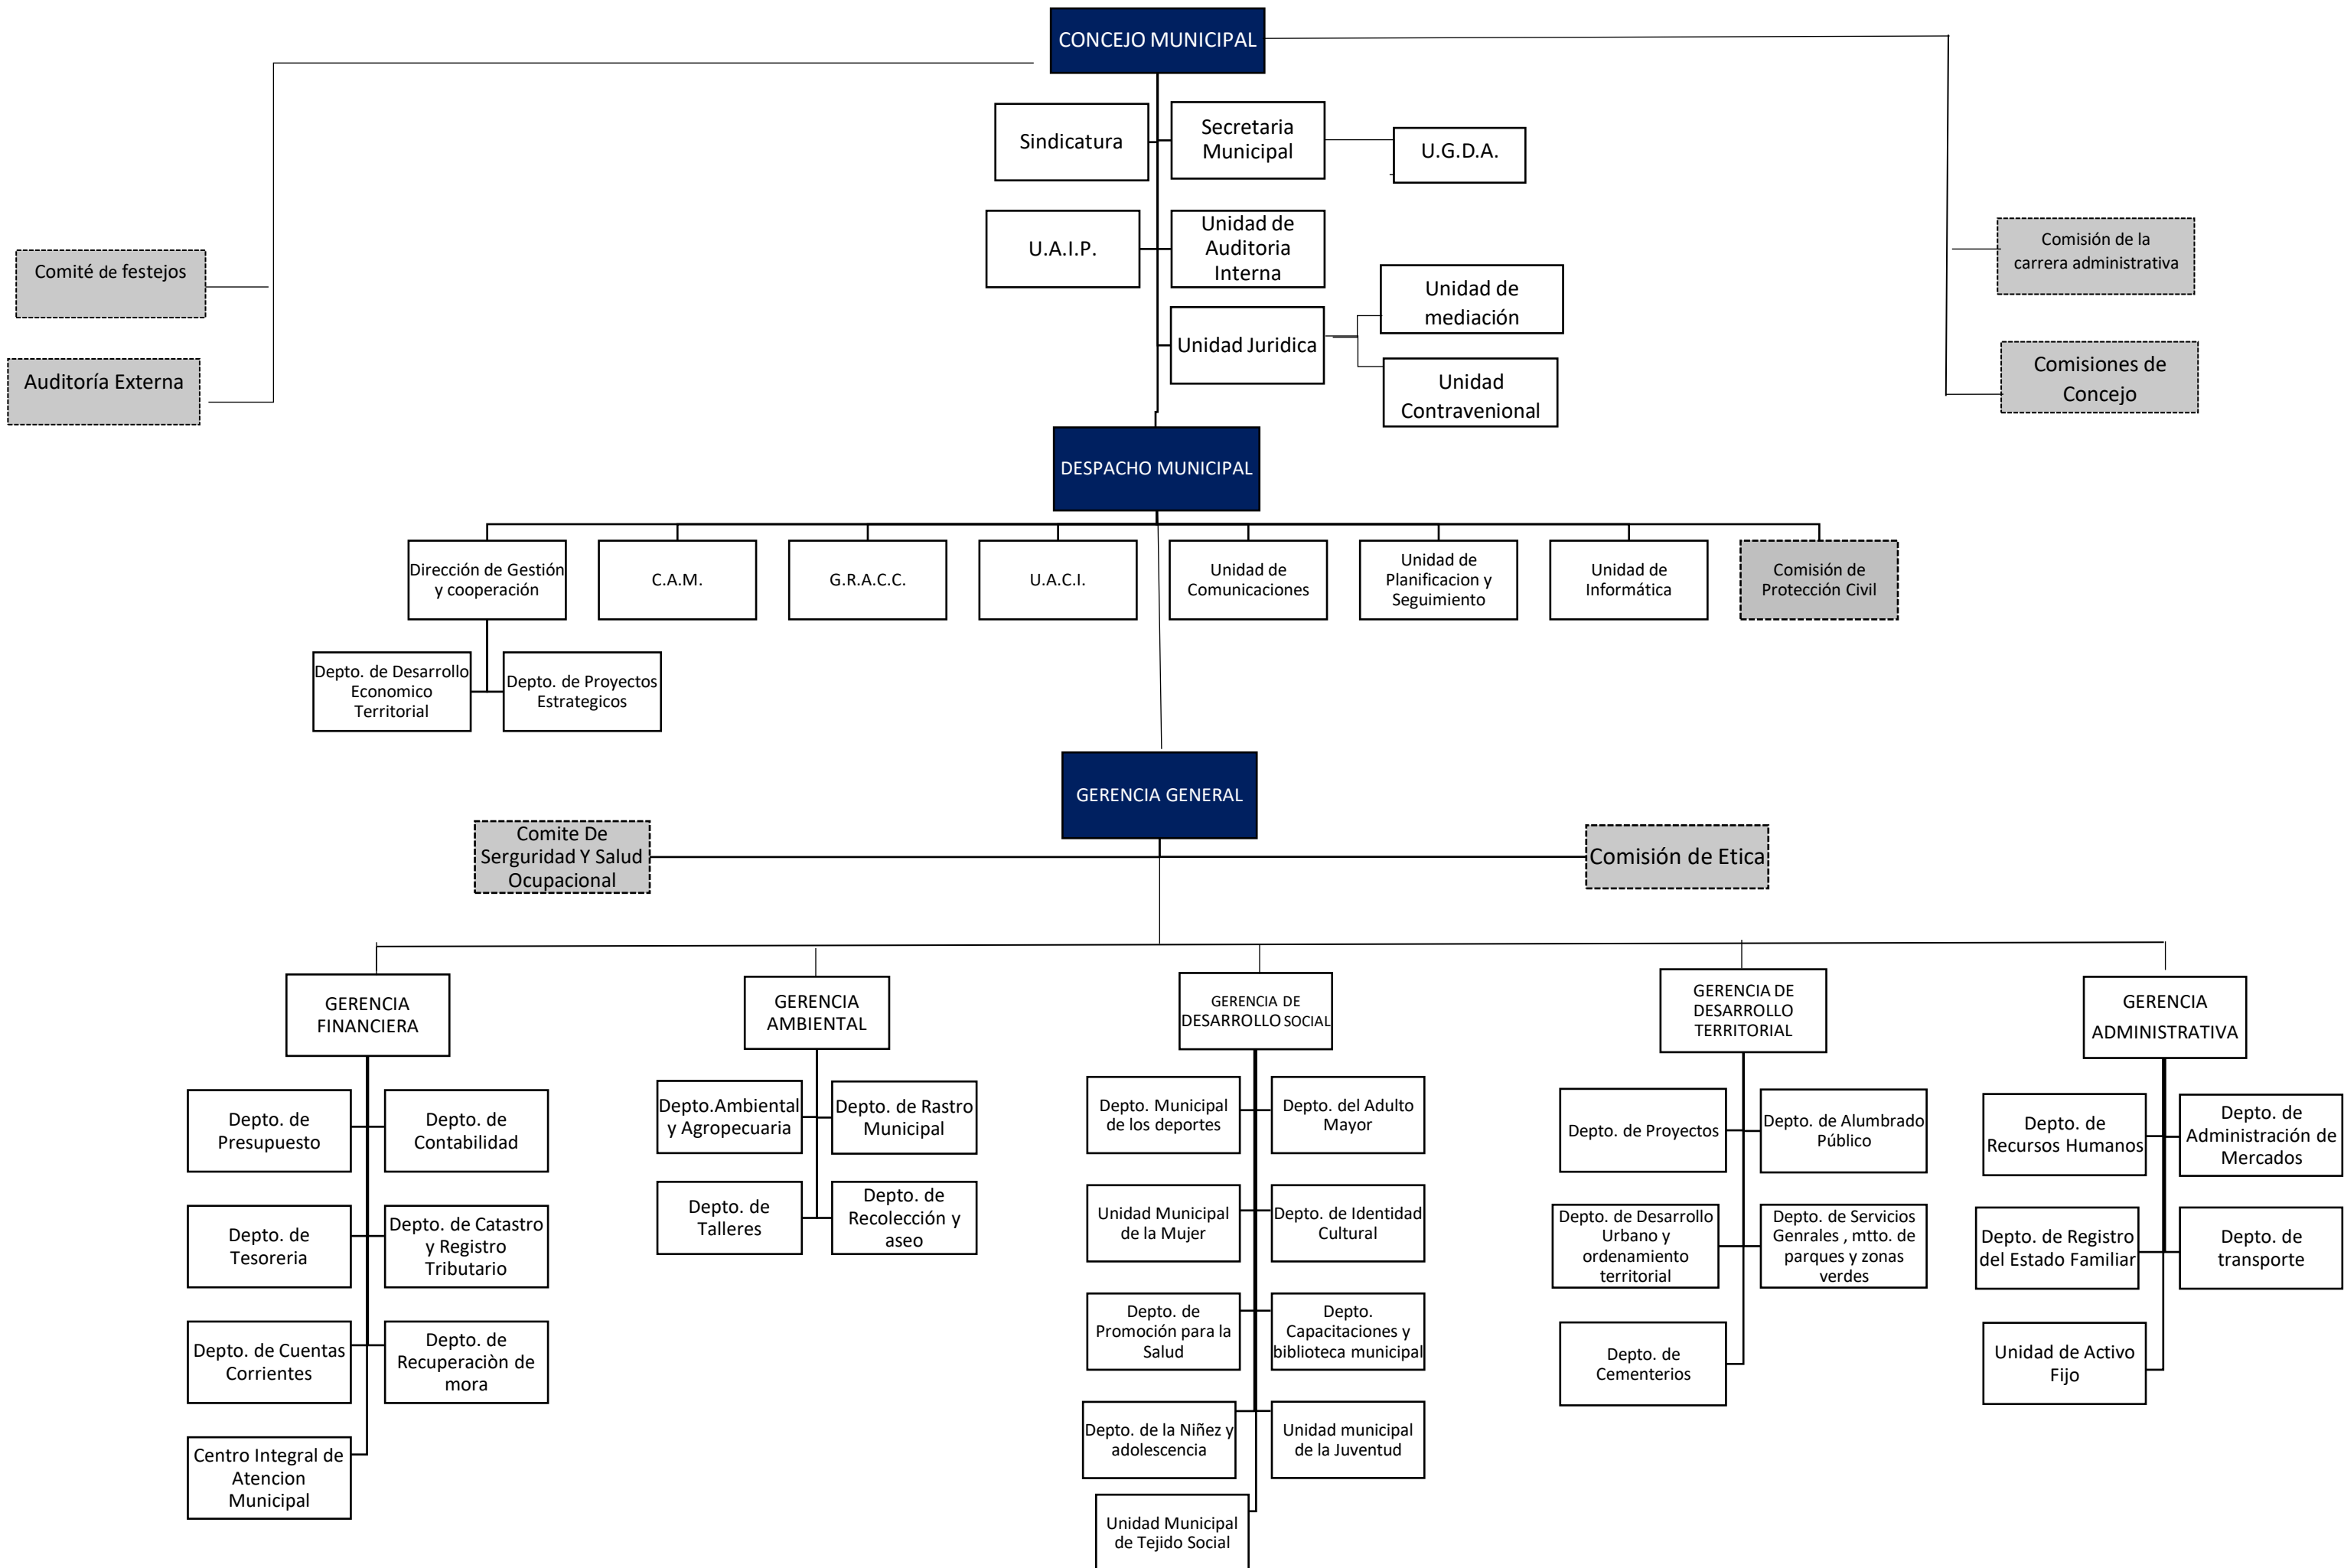 CONCEJO MUNICIPAL
Sindicatura
Secretaria
Municipal
U.G.D.A.
U.A.I.P.
Unidad de
Auditoria
Interna
Comité de festejos
Comisión de la
carrera administrativa
Unidad de
mediación
Unidad Juridica
Auditoría Externa
Unidad
Contravenional
Comisiones de
Concejo
DESPACHO MUNICIPAL
Dirección de Gestión
y cooperación
C.A.M.
G.R.A.C.C.
U.A.C.I.
Unidad de
Comunicaciones
Unidad de
Planificacion y
Seguimiento
Unidad de
Informática
Comisión de
Protección Civil
Depto. de Desarrollo
Economico
Territorial
Depto. de Proyectos
Estrategicos
GERENCIA GENERAL
Comite De
Serguridad Y Salud
Ocupacional
Comisión de Etica
GERENCIA
FINANCIERA
GERENCIA
AMBIENTAL
GERENCIA DE
DESARROLLO SOCIAL
GERENCIA DE
DESARROLLO
TERRITORIAL
GERENCIA
ADMINISTRATIVA
Depto. de
Presupuesto
Depto. de
Contabilidad
Depto. de
Tesoreria
Depto. de Catastro
y Registro
Tributario
Depto. de Cuentas
Corrientes
Depto. de
Recuperaciòn de
mora
Centro Integral de
Atencion
Municipal
Depto.Ambiental
y Agropecuaria
Depto. de Rastro
Municipal
Depto. de
Talleres
Depto. de
Recolección y
aseo
Depto. Municipal
de los deportes
Depto. del Adulto
Mayor
Unidad Municipal
de la Mujer
Depto. de Identidad
Cultural
Depto. de
Promoción para la
Salud
Depto.
Capacitaciones y
biblioteca municipal
Depto. de la Niñez y
adolescencia
Unidad municipal
de la Juventud
Unidad Municipal
de Tejido Social
Depto. de Proyectos
Depto. de Alumbrado
Público
Depto. de Desarrollo
Urbano y
ordenamiento
territorial
Depto. de Servicios
Genrales , mtto. de
parques y zonas
verdes
Depto. de
Cementerios
Depto. de
Recursos Humanos
Depto. de
Administración de
Mercados
Depto. de Registro
del Estado Familiar
Depto. de
transporte
Unidad de Activo
Fijo